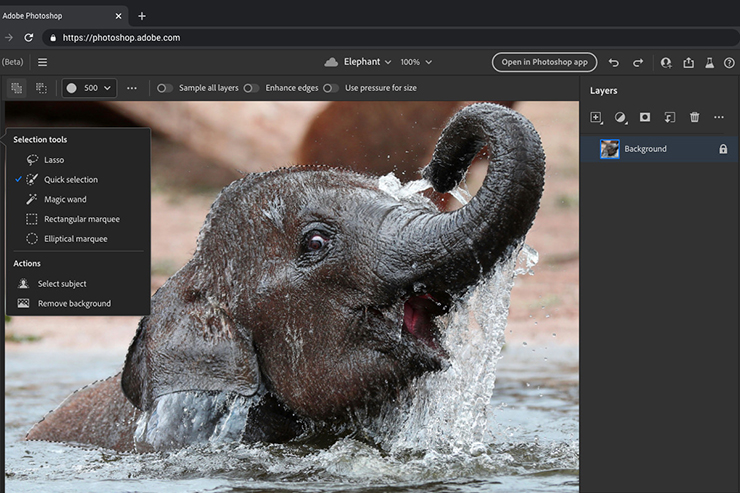 Adobe Photoshop
https://photoshop.adobe.com
(Beta)
Elephant
100%
Open in Photoshop app
500
Sample all layers
Enhance edges
Use pressure for size
Layers
Background
Selection tools
Lasso
Quick selection
Magic wand
Rectangular marquee
Elliptical marquee
Actions
Select subject
Remove background